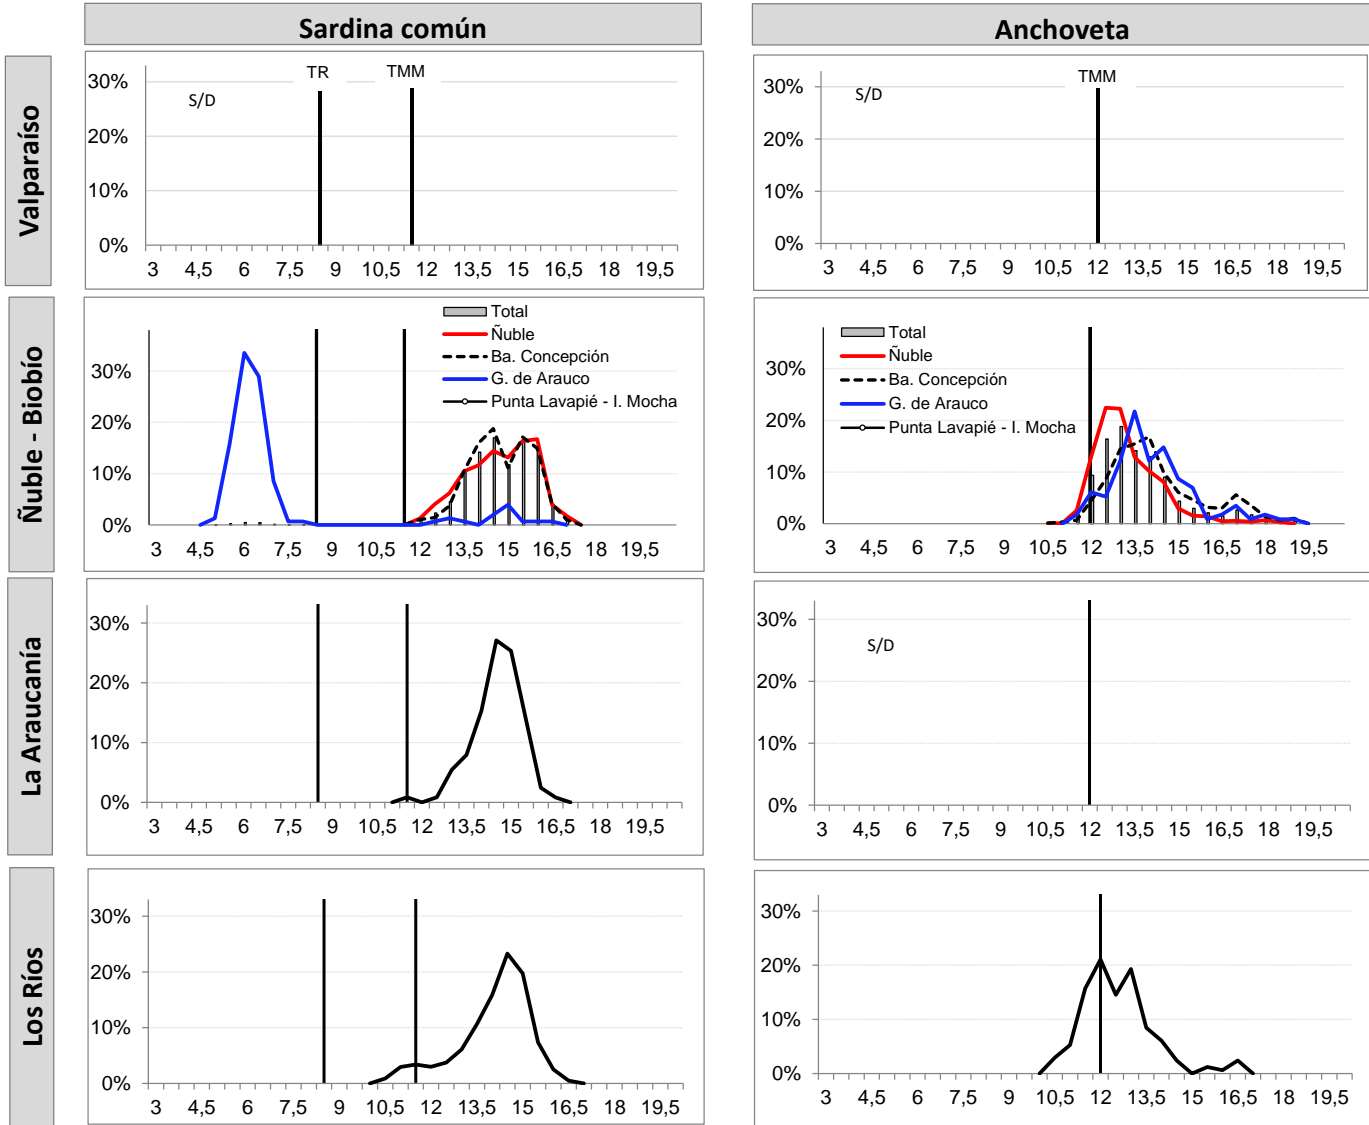 Sardina común
Anchoveta
Valparaíso
30%
20%
10%
0%
S/D
TR
TMM
3 4,5 6 7,5 9 10,5 12 13,5 15 16,5 18 19,5
30%
20%
10%
0%
S/D
TMM
3 4,5 6 7,5 9 10,5 12 13,5 15 16,5 18 19,5
Ñuble - Biobío
30%
20%
10%
0%
Total
Ñuble
Ba. Concepción
G. de Arauco
Punta Lavapié - I. Mocha
3 4,5 6 7,5 9 10,5 12 13,5 15 16,5 18 19,5
30%
20%
10%
0%
Total
Ñuble
Ba. Concepción
G. de Arauco
Punta Lavapié - I. Mocha
3 4,5 6 7,5 9 10,5 12 13,5 15 16,5 18 19,5
La Araucanía
30%
20%
10%
0%
3 4,5 6 7,5 9 10,5 12 13,5 15 16,5 18 19,5
30%
20%
10%
0%
S/D
3 4,5 6 7,5 9 10,5 12 13,5 15 16,5 18 19,5
Los Ríos
30%
20%
10%
0%
3 4,5 6 7,5 9 10,5 12 13,5 15 16,5 18 19,5
30%
20%
10%
0%
3 4,5 6 7,5 9 10,5 12 13,5 15 16,5 18 19,5